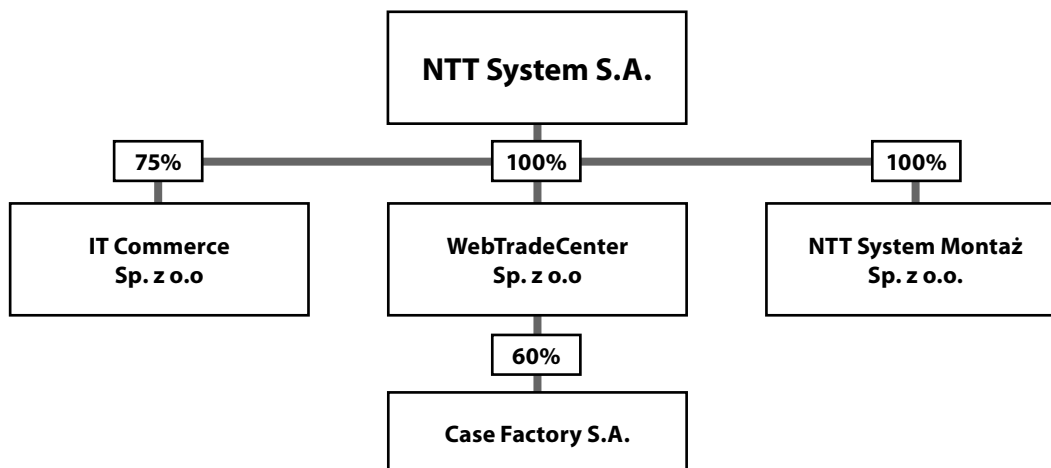 NTT System S.A.
75%
100%
100%
IT Commerce
Sp. z o.o
WebTradeCenter
Sp. z o.o
NTT System Montaż
Sp. z o.o.
60%
Case Factory S.A.